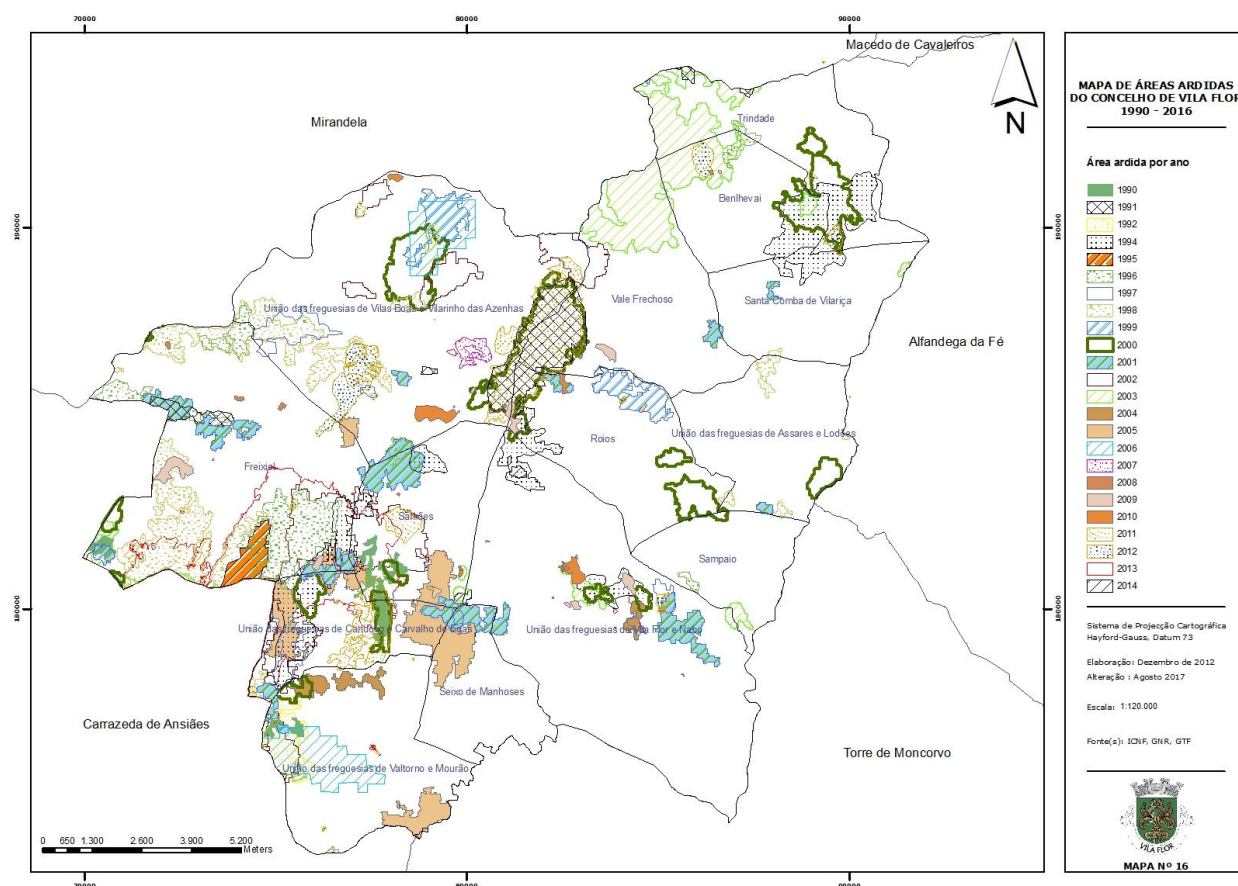 70000
80000
90000
Macedo de Cavaleiros
Mirandela
Trindade
N
Benlhevai
190000
190000
Vale Frechoso
Santa Comba de Vilariça
União das freguesias de Vilas Boas e Vilarinho das Azenhas
Alfandega da Fé
União das freguesias de Assares e Lodões
Roios
Freixiel
Samões
Sampaio
180000
180000
União das freguesias de Candoso e Carvalho de Egas
União das freguesias de Vila Flor e Nabo
Seixo de Manhoses
Carrazeda de Ansiães
Torre de Moncorvo
União das freguesias de Valtorno e Mourão
0 650 1.300 2.600 3.900 5.200
Meters
70000
80000
90000
MAPA DE ÁREAS ARDIDAS
DO CONCELHO DE VILA FLOR
1990 - 2016
Área ardida por ano
1990
1991
1992
1994
1995
1996
1997
1998
1999
2000
2001
2002
2003
2004
2005
2006
2007
2008
2009
2010
2011
2012
2013
2014
Sistema de Projecção Cartográfica
Hayford-Gauss, Datum 73
Elaboração: Dezembro de 2012
Alteração : Agosto 2017
Escala: 1:120.000
Fonte(s): ICNF, GNR, GTF
VILA FLOR
MAPA Nº 16